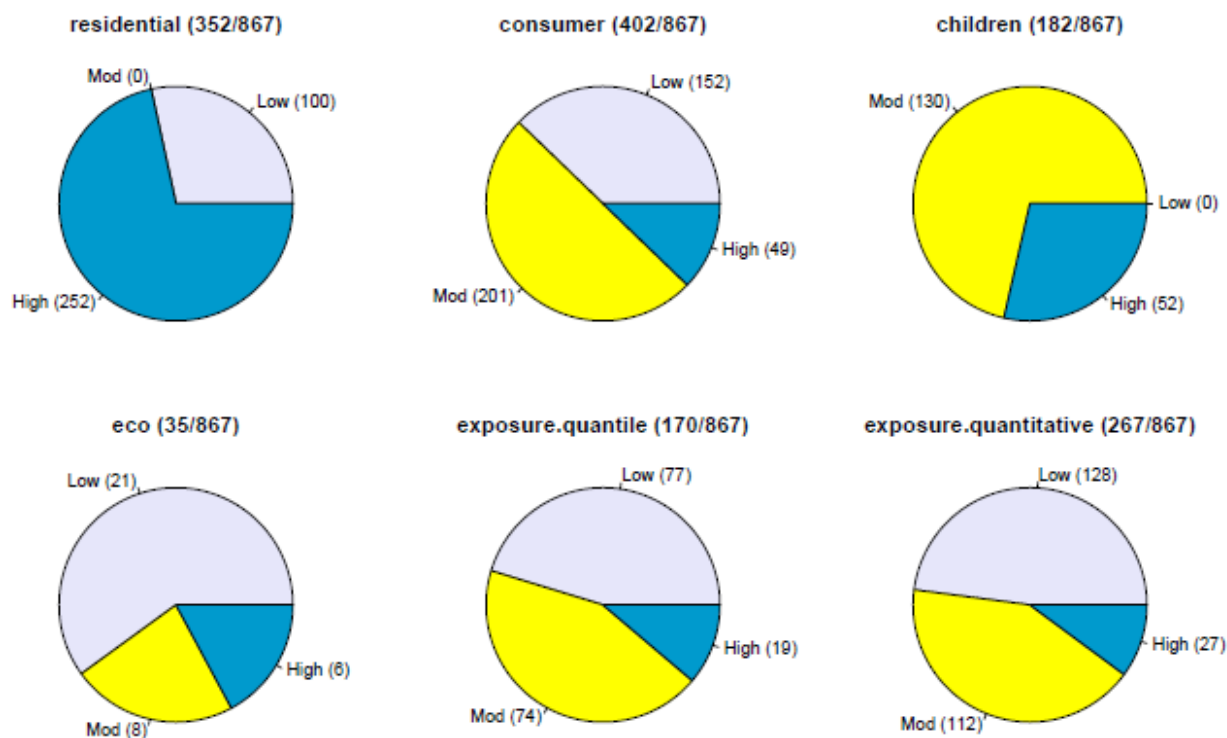 residential (352/867)
Mod (0)
Low (100)
High (252)
consumer (402/867)
Low (152)
Mod (201)
High (49)
children (182/867)
Mod (130)
Low (0)
High (52)
eco (35/867)
Low (21)
Mod (8)
High (6)
exposure.quantile (170/867)
Low (77)
Mod (74)
High (19)
exposure.quantitative (267/867)
Low (128)
Mod (112)
High (27)